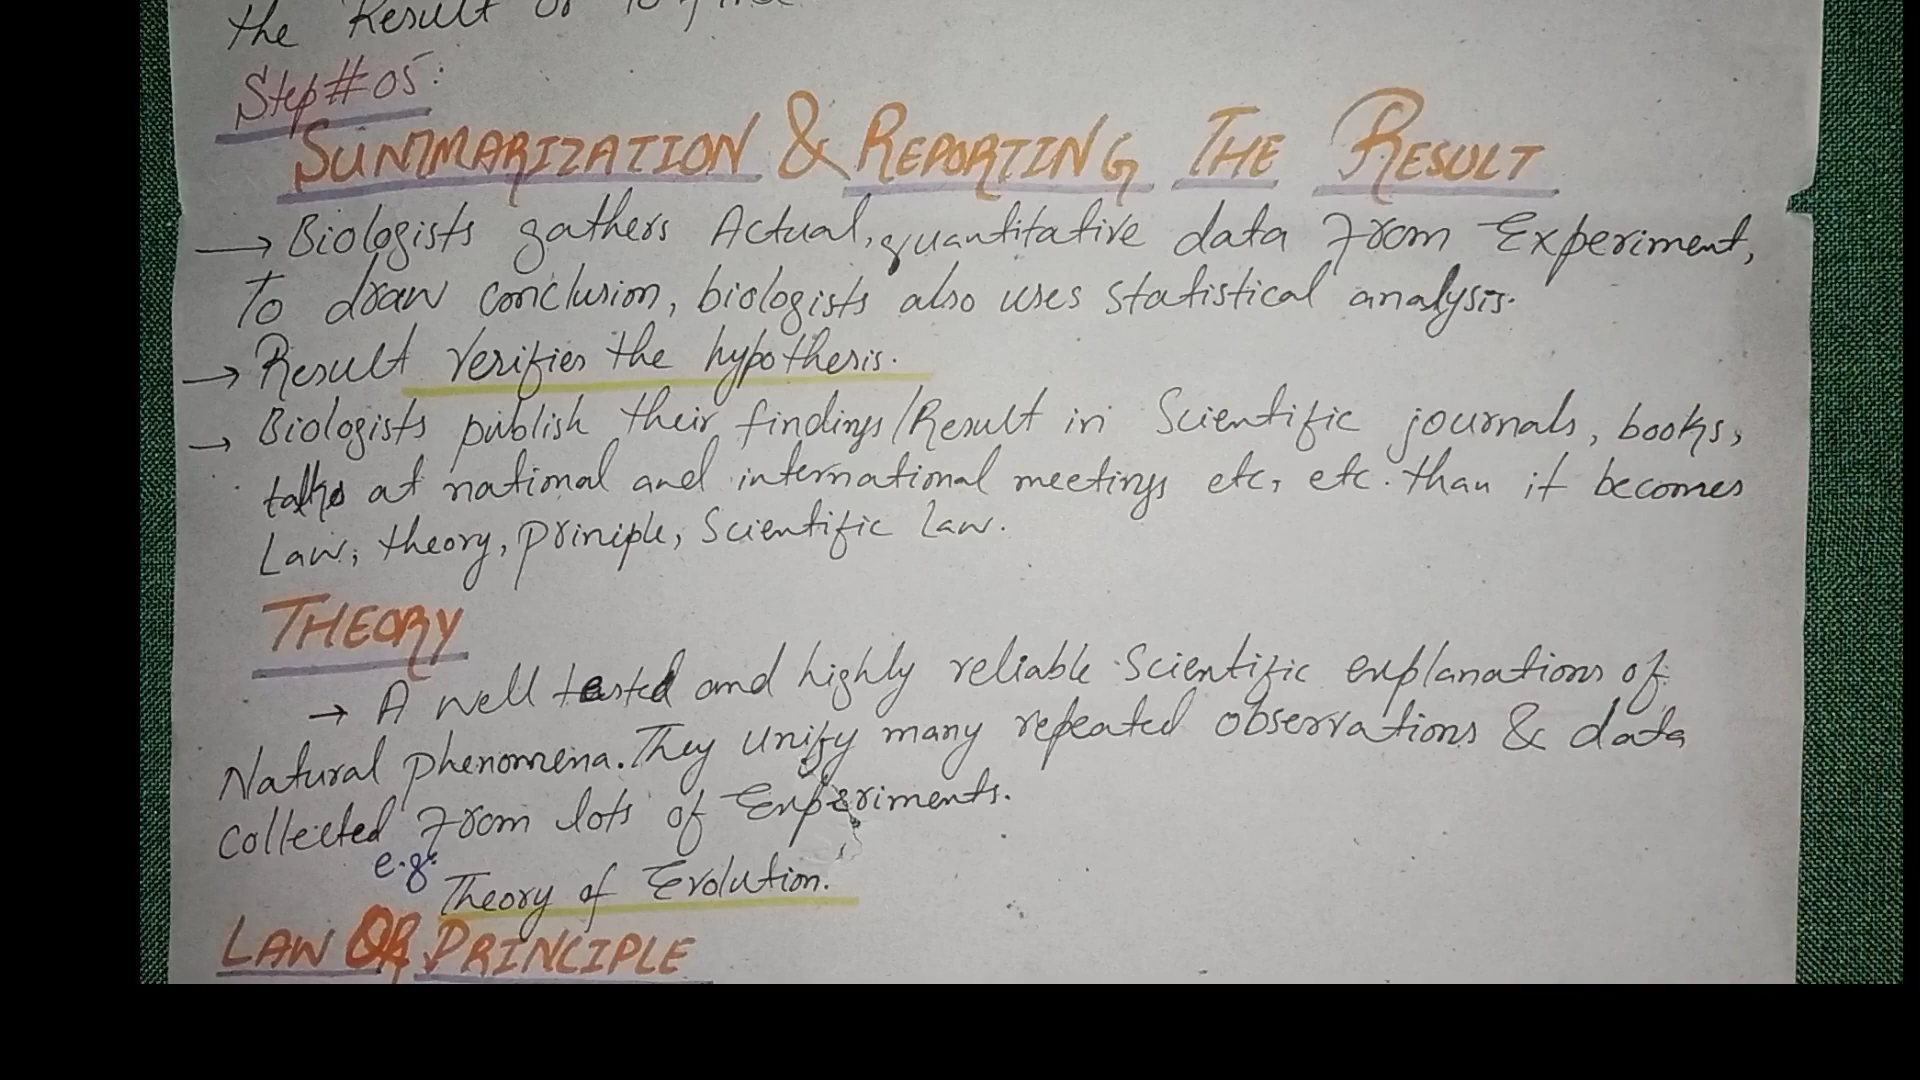 the Result or
Step#05:
SUMMARIZATION & REPORTING THE RESULT
→ Biologists gathers Actual, quantitative data From Experiment,
To draw conclusion, biologists also uses statistical analysis.
→ Result verifies the hypothesis.
→ Biologists publish their findings/Result in Scientific journals, books,
talks at national and international meetings etc, etc. than it becomes
Law, theory, priniple, Scientific Law.
THEORY
→ A well tested and highly reliable Scientific explanations of
Natural phenomena. They unify many repeated observations & data
collected From lots of Experiments.
e.g:
Theory of Evolution.
LAW OR PRINCIPLE